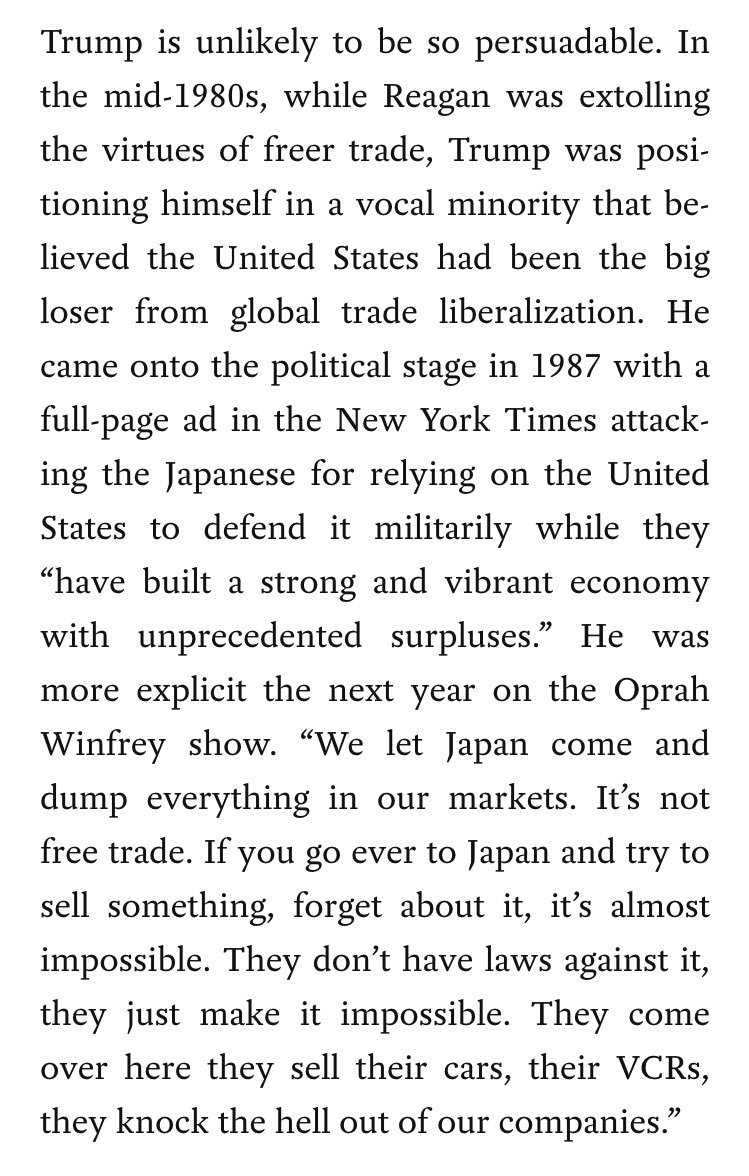 Trump is unlikely to be so persuadable. In
the mid-1980s, while Reagan was extolling
the virtues of freer trade, Trump was posi-
tioning himself in a vocal minority that be-
lieved the United States had been the big
loser from global trade liberalization. He
came onto the political stage in 1987 with a
full-page ad in the New York Times attack-
ing the Japanese for relying on the United
States to defend it militarily while they
“have built a strong and vibrant economy
with unprecedented surpluses.” He was
more explicit the next year on the Oprah
Winfrey show. “We let Japan come and
dump everything in our markets. It’s not
free trade. If you go ever to Japan and try to
sell something, forget about it, it’s almost
impossible. They don’t have laws against it,
they just make it impossible. They come
over here they sell their cars, their VCRs,
they knock the hell out of our companies.”